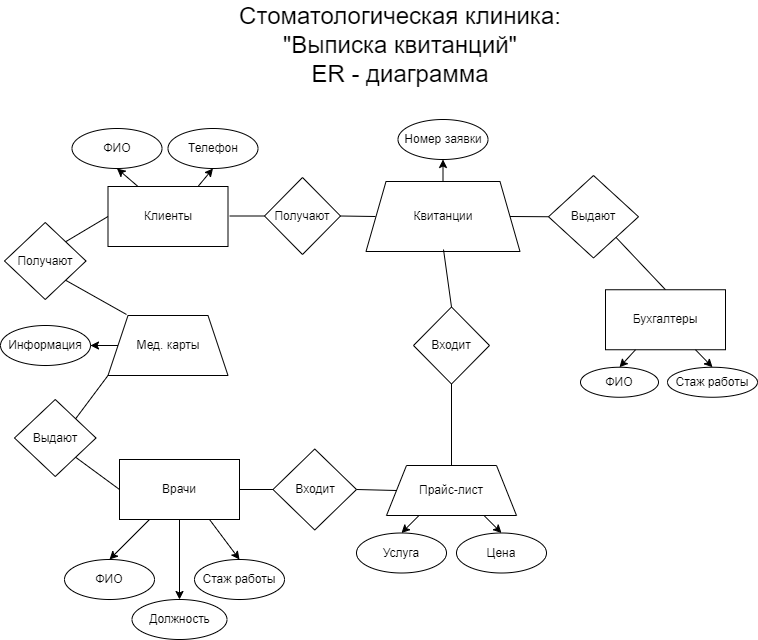 Стоматологическая клиника:
"Выписка квитанций"
ER - диаграмма
Номер заявки
ФИО
Телефон
Клиенты
Получают
Квитанции
Выдают
Получают
Бухгалтеры
Информация
Мед. карты
Входит
ФИО
Стаж работы
Выдают
Врачи
Входит
Прайс-лист
Услуга
Цена
ФИО
Стаж работы
Должность